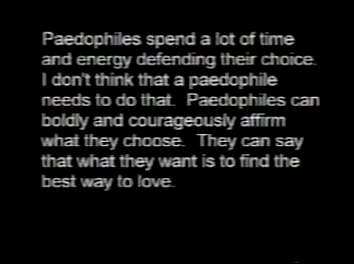 Paedophiles spend a lot of time
and energy defending their choice.
I don't think that a paedophile
needs to do that. Paedophiles can
boldly and courageously affirm
what they choose. They can say
that what they want is to find the
best way to love.